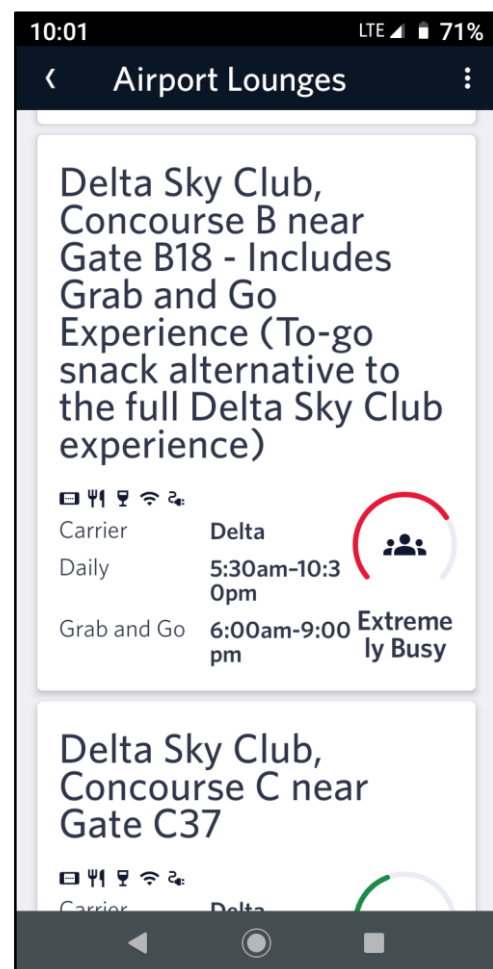 10:01 LTE 71%
Airport Lounges
Delta Sky Club,
Concourse B near
Gate B18 - Includes
Grab and Go
Experience (To-go
snack alternative to
the full Delta Sky Club
experience)
Carrier Delta
Daily 5:30am–10:3
0pm
Grab and Go 6:00am-9:00
pm
Extreme
ly Busy
Delta Sky Club,
Concourse C near
Gate C37
Carrier Delta